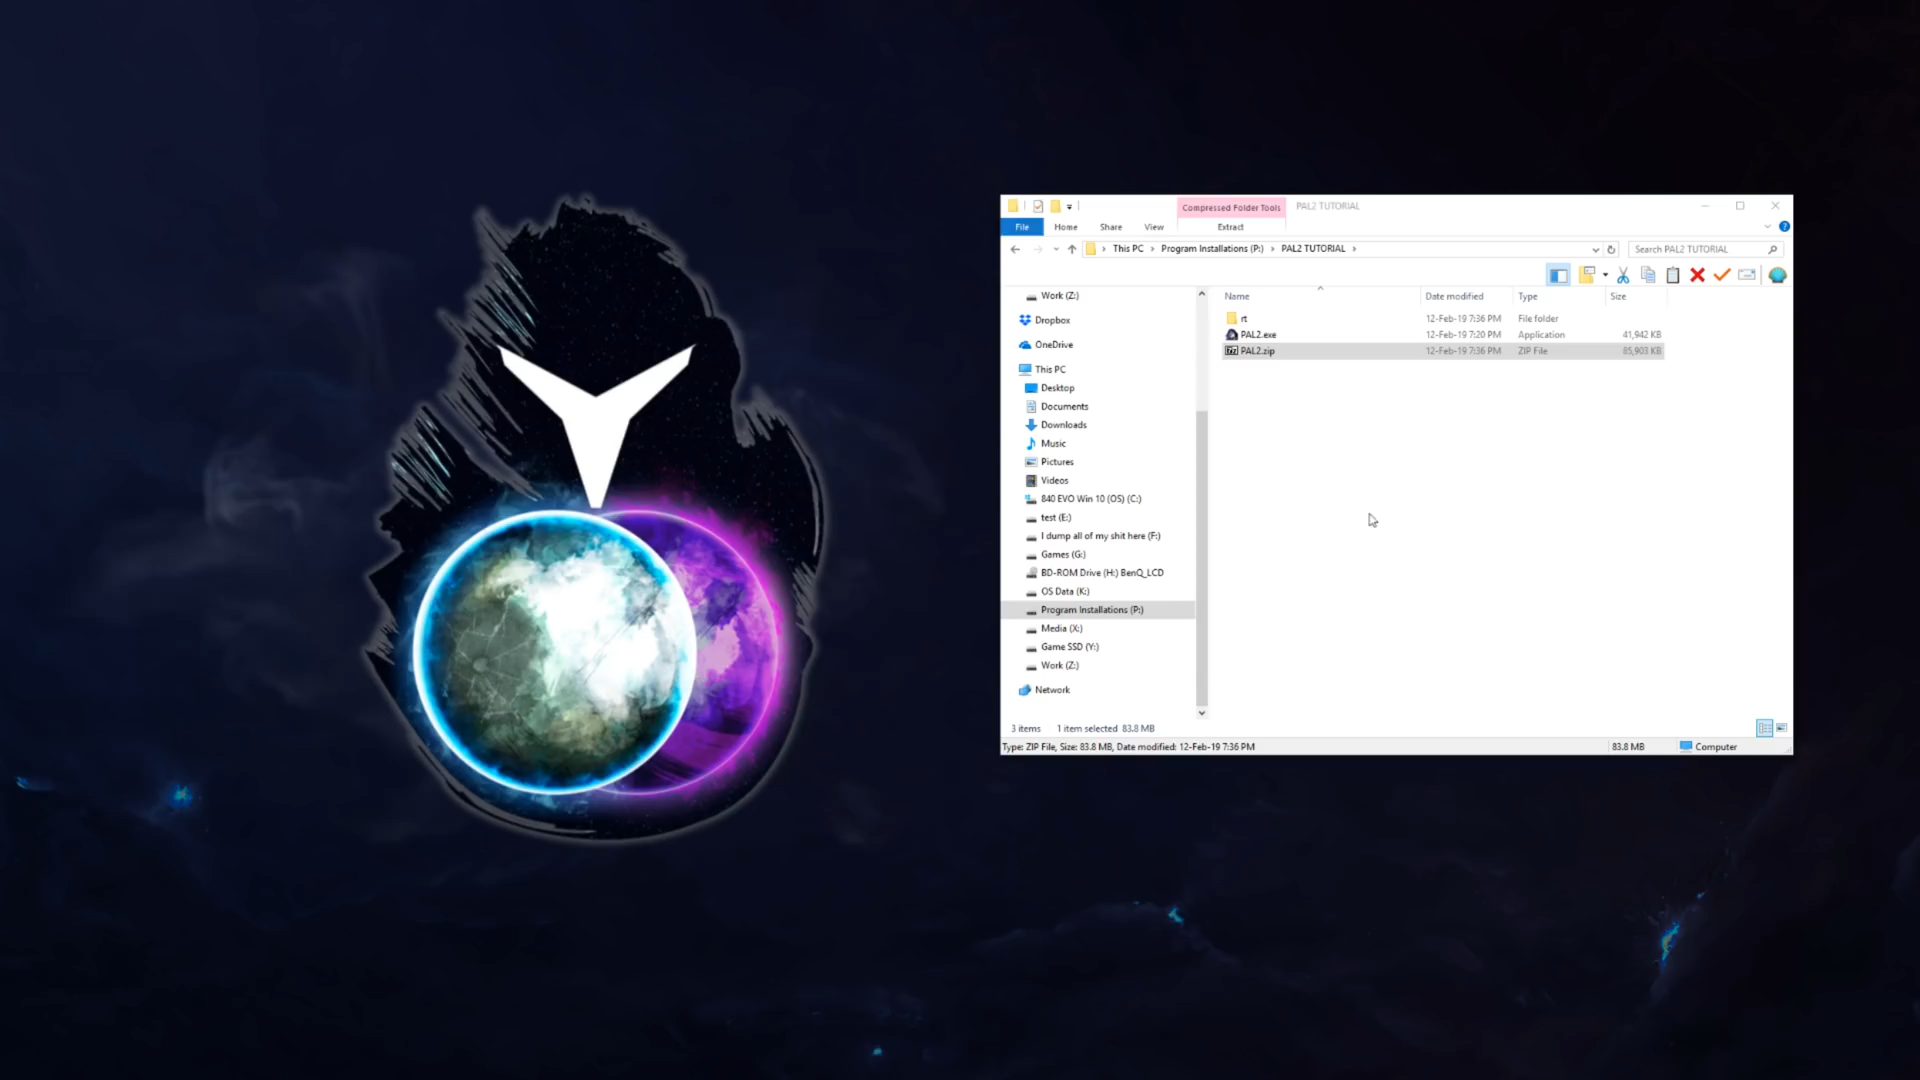 Compressed Folder Tools PAL2 TUTORIAL
File Home Share View Extract
This PC Program Installations (P:) PAL2 TUTORIAL Search PAL2 TUTORIAL
Name Date modified Type Size
rt 12-Feb-19 7:36 PM File folder
PAL2.exe 12-Feb-19 7:20 PM Application 41,942 KB
PAL2.zip 12-Feb-19 7:36 PM ZIP File 85,903 KB
Work (Z:)
Dropbox
OneDrive
This PC
Desktop
Documents
Downloads
Music
Pictures
Videos
840 EVO Win 10 (OS) (C:)
test (E:)
I dump all of my shit here (F:)
Games (G:)
BD-ROM Drive (H:) BenQ_LCD
OS Data (K:)
Program Installations (P:)
Media (X:)
Game SSD (Y:)
Work (Z:)
Network
3 items 1 item selected 83.8 MB
Type: ZIP File, Size: 83.8 MB, Date modified: 12-Feb-19 7:36 PM 83.8 MB Computer